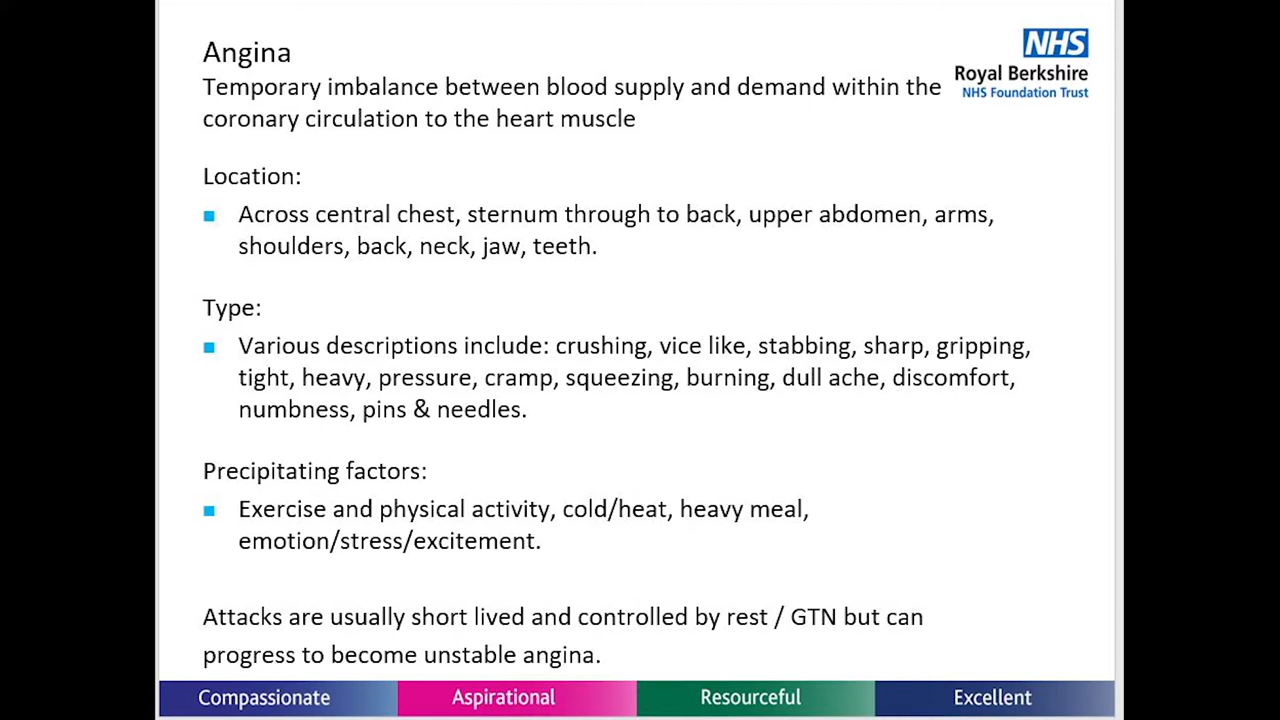 Angina
NHS
Royal Berkshire
NHS Foundation Trust
Temporary imbalance between blood supply and demand within the
coronary circulation to the heart muscle
Location:
Across central chest, sternum through to back, upper abdomen, arms,
shoulders, back, neck, jaw, teeth.
Type:
Various descriptions include: crushing, vice like, stabbing, sharp, gripping,
tight, heavy, pressure, cramp, squeezing, burning, dull ache, discomfort,
numbness, pins & needles.
Precipitating factors:
Exercise and physical activity, cold/heat, heavy meal,
emotion/stress/excitement.
Attacks are usually short lived and controlled by rest / GTN but can
progress to become unstable angina.
Compassionate Aspirational Resourceful Excellent